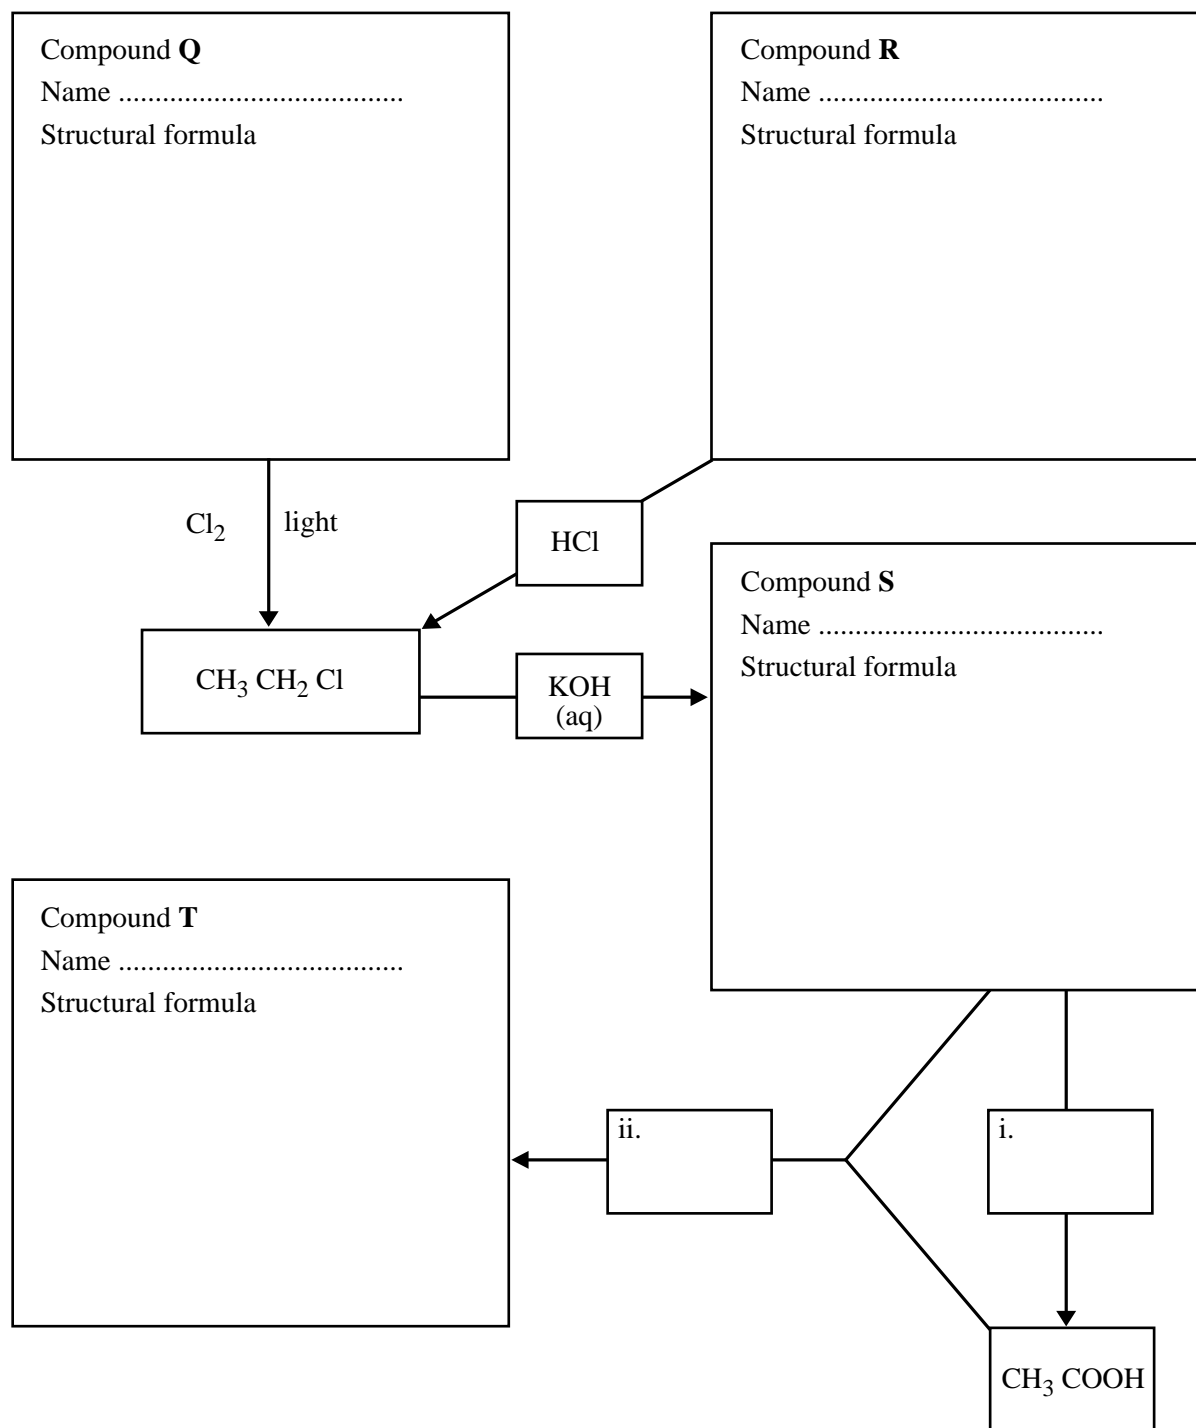 Compound Q
Name .......................................
Structural formula
Compound R
Name .......................................
Structural formula
Cl2 light
HCl
Compound S
Name .......................................
Structural formula
CH3 CH2 Cl
KOH
(aq)
Compound T
Name .......................................
Structural formula
ii.
i.
CH3 COOH